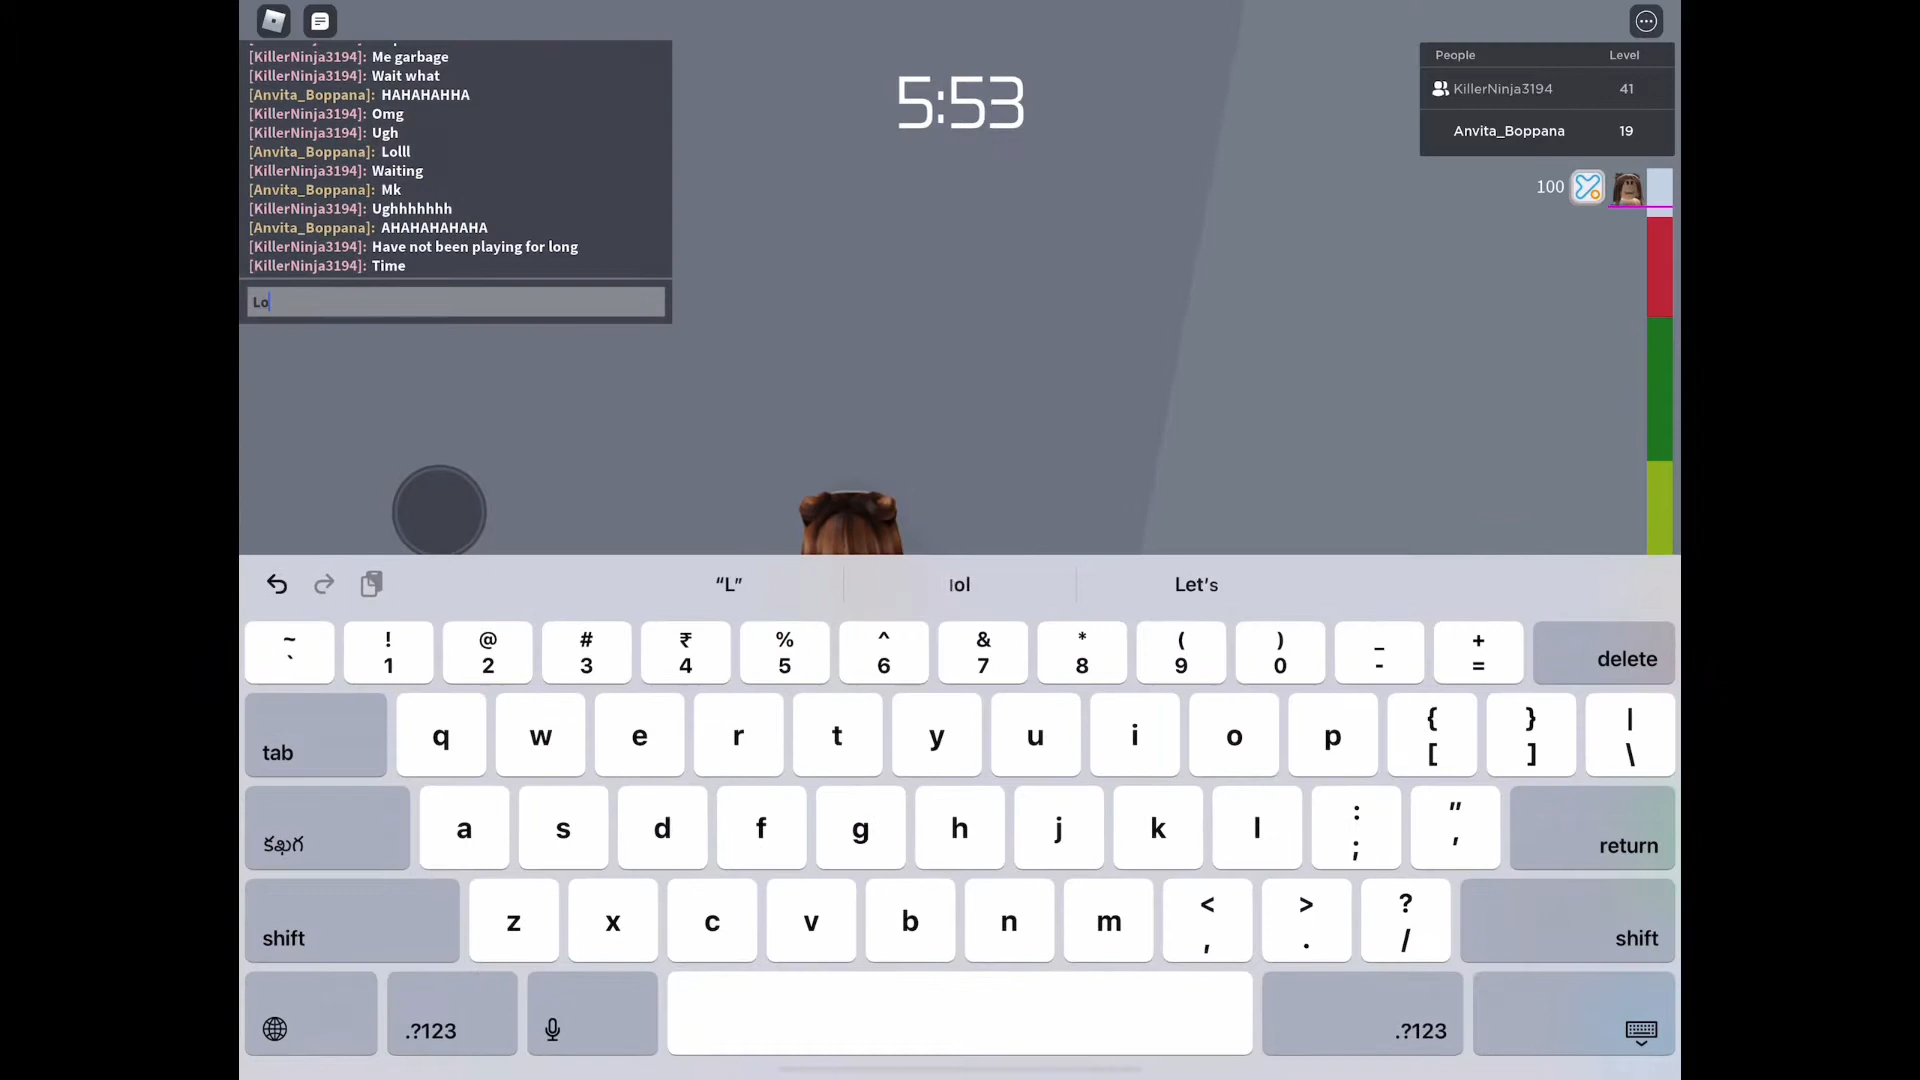 [KillerNinja3194]: Me garbage
[KillerNinja3194]: Wait what
[Anvita_Boppana]: HAHAHAHHA
[KillerNinja3194]: Omg
[KillerNinja3194]: Ugh
[Anvita_Boppana]: Lolll
[KillerNinja3194]: Waiting
[Anvita_Boppana]: Mk
[KillerNinja3194]: Ughhhhhhh
[Anvita_Boppana]: AHAHAHAHAHA
[KillerNinja3194]: Have not been playing for long
[KillerNinja3194]: Time
Lo
5:53
People Level
KillerNinja3194 41
Anvita_Boppana 19
100
“L” lol Let’s
~ ! @ # ₹ % ^ & * ( ) _ +
` 1 2 3 4 5 6 7 8 9 0 - = delete
tab q w e r t y u i o p { [ } ] | \
కఖగ a s d f g h j k l : ; " ' return
shift z x c v b n m < , > . ? / shift
.?123 .?123